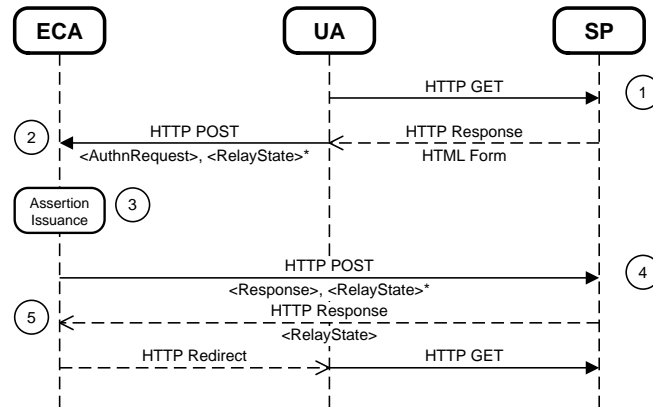 ECA
UA
SP
HTTP GET
1
2
HTTP POST
HTTP Response
<AuthnRequest>, <RelayState>*
HTML Form
Assertion
Issuance
3
HTTP POST
4
<Response>, <RelayState>*
5
HTTP Response
<RelayState>
HTTP Redirect
HTTP GET